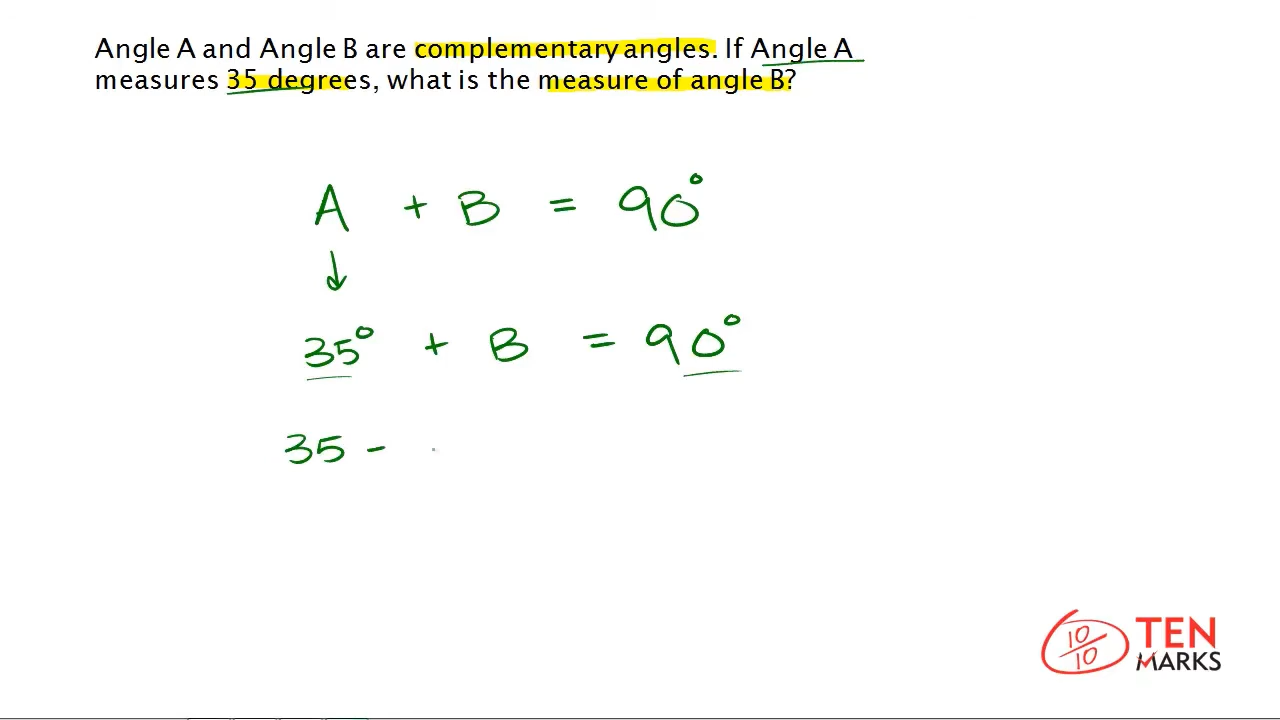 Angle A and Angle B are complementary angles. If Angle A
measures 35 degrees, what is the measure of angle B?
A + B = 90°
↓
35° + B = 90°
35 -
10/10 TEN
MARKS